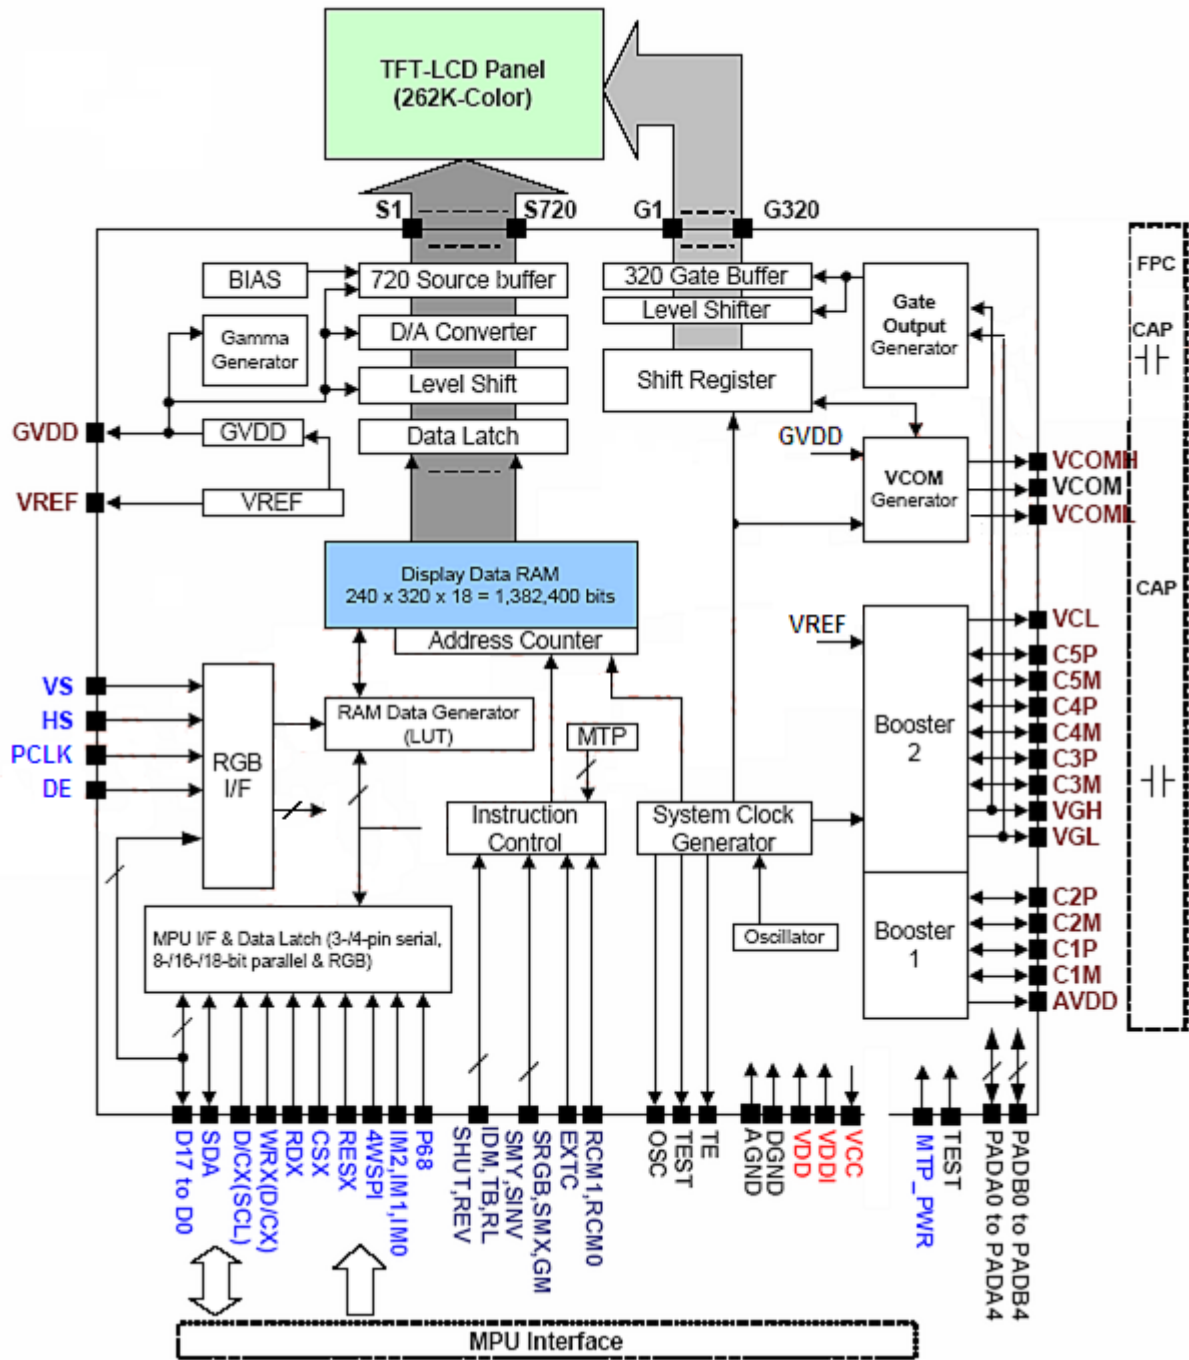 TFT-LCD Panel
(262K-Color)
S1
S720
G1
G320
FPC
BIAS
720 Source buffer
320 Gate Buffer
Gate
Output
Generator
Level Shifter
CAP
Gamma
Generator
D/A Converter
Level Shift
Shift Register
GVDD
GVDD
Data Latch
GVDD
VCOM
Generator
VCOMH
VCOM
VCOML
VREF
VREF
Display Data RAM
240 x 320 x 18 = 1,382,400 bits
Address Counter
CAP
VREF
VCL
C5P
C5M
C4P
C4M
C3P
C3M
VGH
VGL
VS
HS
PCLK
DE
RGB
I/F
RAM Data Generator
(LUT)
MTP
Booster
2
Instruction
Control
System Clock
Generator
C2P
C2M
C1P
C1M
AVDD
MPU I/F & Data Latch (3-/4-pin serial,
8-/16-/18-bit parallel & RGB)
Oscillator
Booster
1
D17 to D0
SDA
D/CX(SCL)
WRX(D/CX)
RDX
CSX
RESX
4WSPI
IM2,IM1,IM0
P68
SHUT,REV
IDM,TB,RL
SMY,SINV
SRGB,SMX,GM
EXTC
RCM1,RCM0
OSC
TEST
TE
AGND
DGND
VDD
VDDI
VCC
MTP_PWR
TEST
PADA0 to PADA4
PADB0 to PADB4
MPU Interface